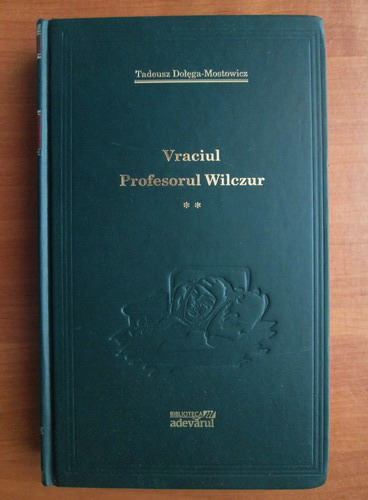 Tadeusz Dołęga-Mostowicz
Vraciul
Profesorul Wilczur
**
BIBLIOTECA
adevărul